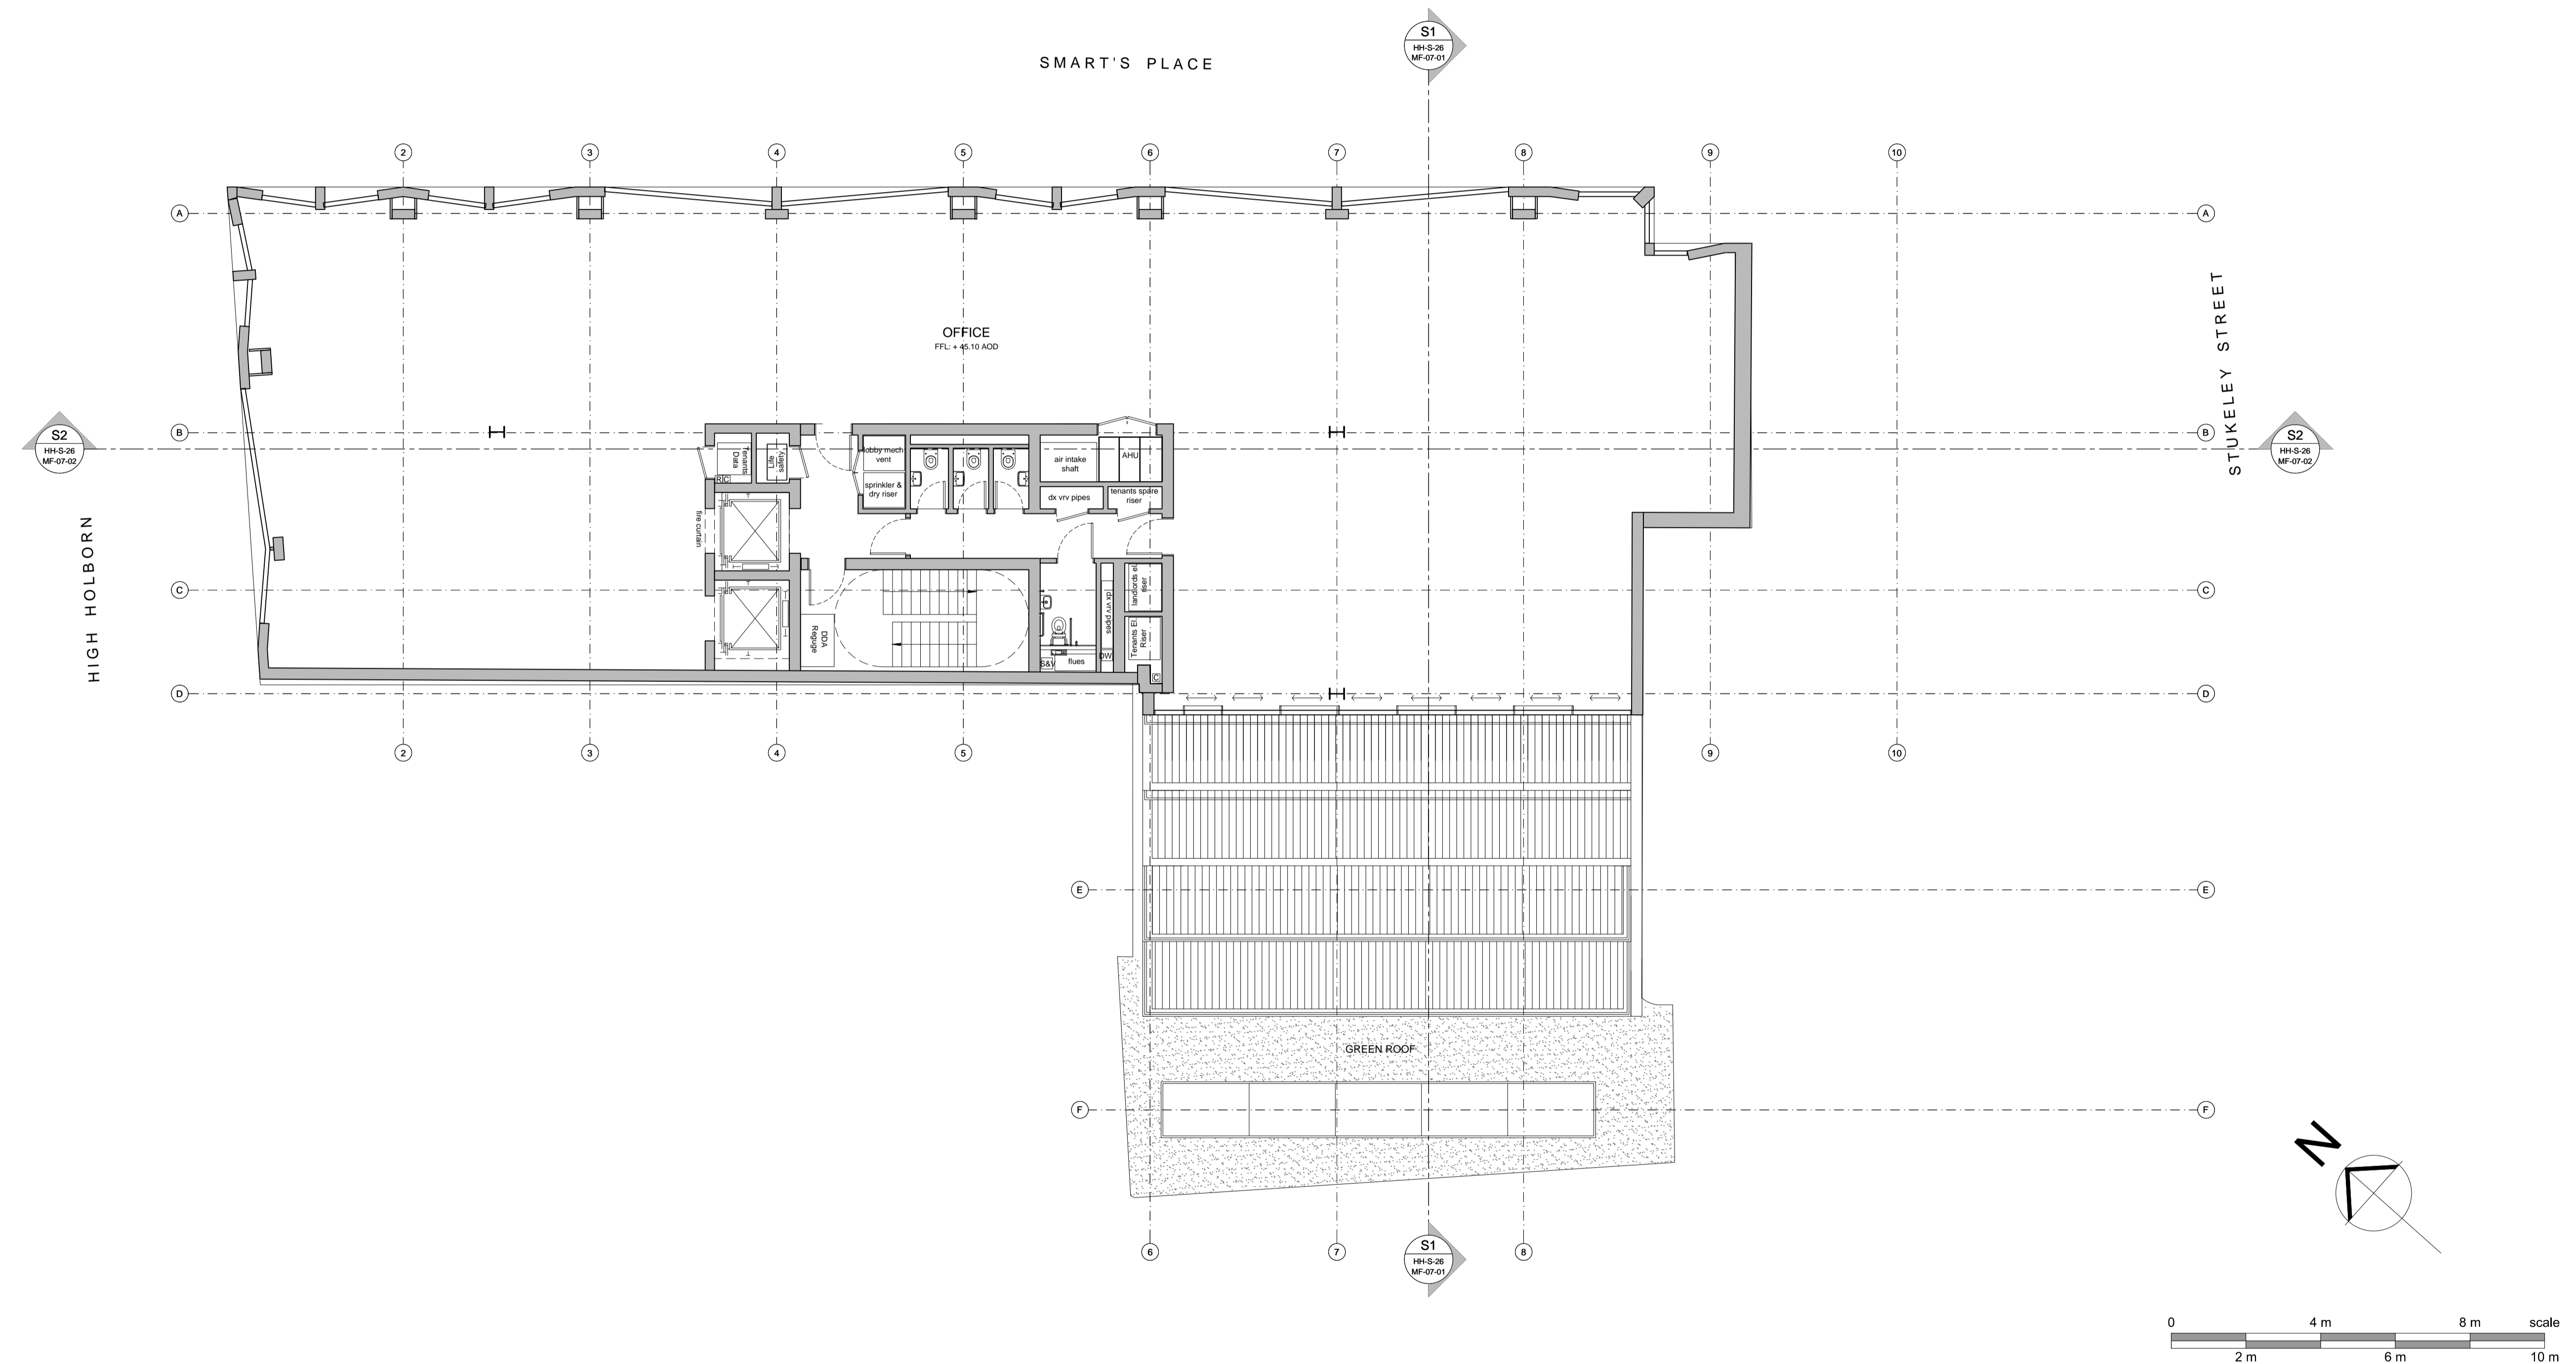 S1
HH-S-26
MF-07-01
SMART'S PLACE
2
3
4
5
6
7
8
9
10
A
A
STUKELEY STREET
OFFICE
FFL: + 45.10 AOD
S2
HH-S-26
MF-07-02
B
B
S2
HH-S-26
MF-07-02
HIGH HOLBORN
Tenants
Data
Life
safety
R
C
lobby mech
vent
sprinkler &
dry riser
air intake
shaft
AHU
dx vrv pipes
tenants spare
riser
fire curtain
C
C
landlords el.
riser
dx vrv pipes
Tenants El.
Riser
DDA
Reguge
S&V
flues
DW
C
D
D
2
3
4
5
9
10
E
E
GREEN ROOF
F
F
N
6
7
8
S1
HH-S-26
MF-07-01
0
4 m
8 m
scale
2 m
6 m
10 m